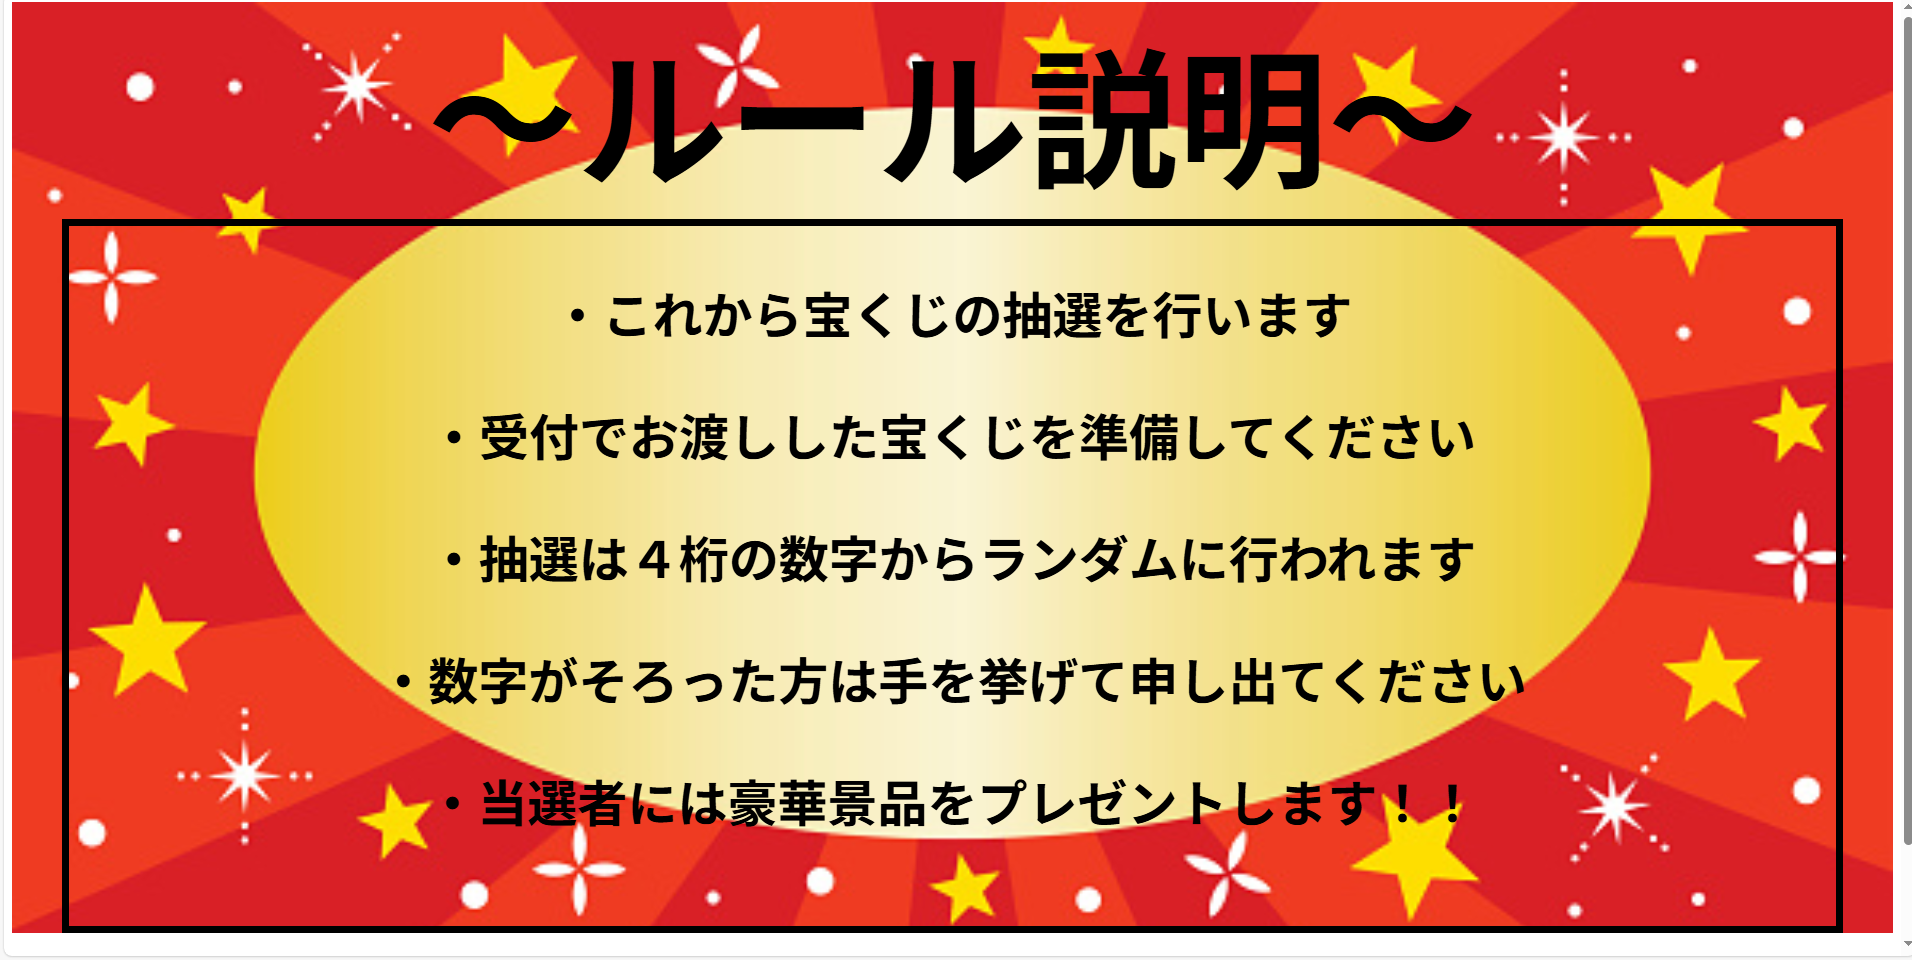 ～ルール説明～
・これから宝くじの抽選を行います
・受付でお渡しした宝くじを準備してください
・抽選は４桁の数字からランダムに行われます
・数字がそろった方は手を挙げて申し出てください
・当選者には豪華景品をプレゼントします！！